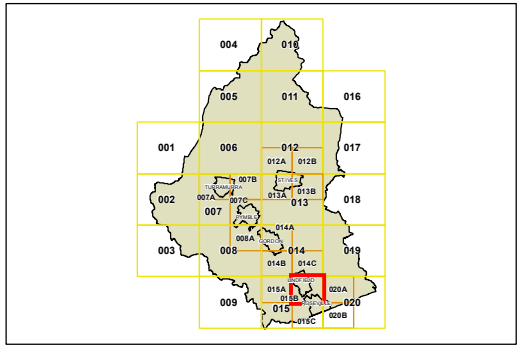 004 010
005 011 016
001 006 012 017
012A 012B
007B ST.IVES
TURRAMURRA
002 007A 007C 013A 013B 018
007 PYMBLE 013
014A
008A GORDON
003 008 014 019
014B 014C
LINDFIELD
015A 020A
009 015B ROSEVILLE 020
015 015C 020B